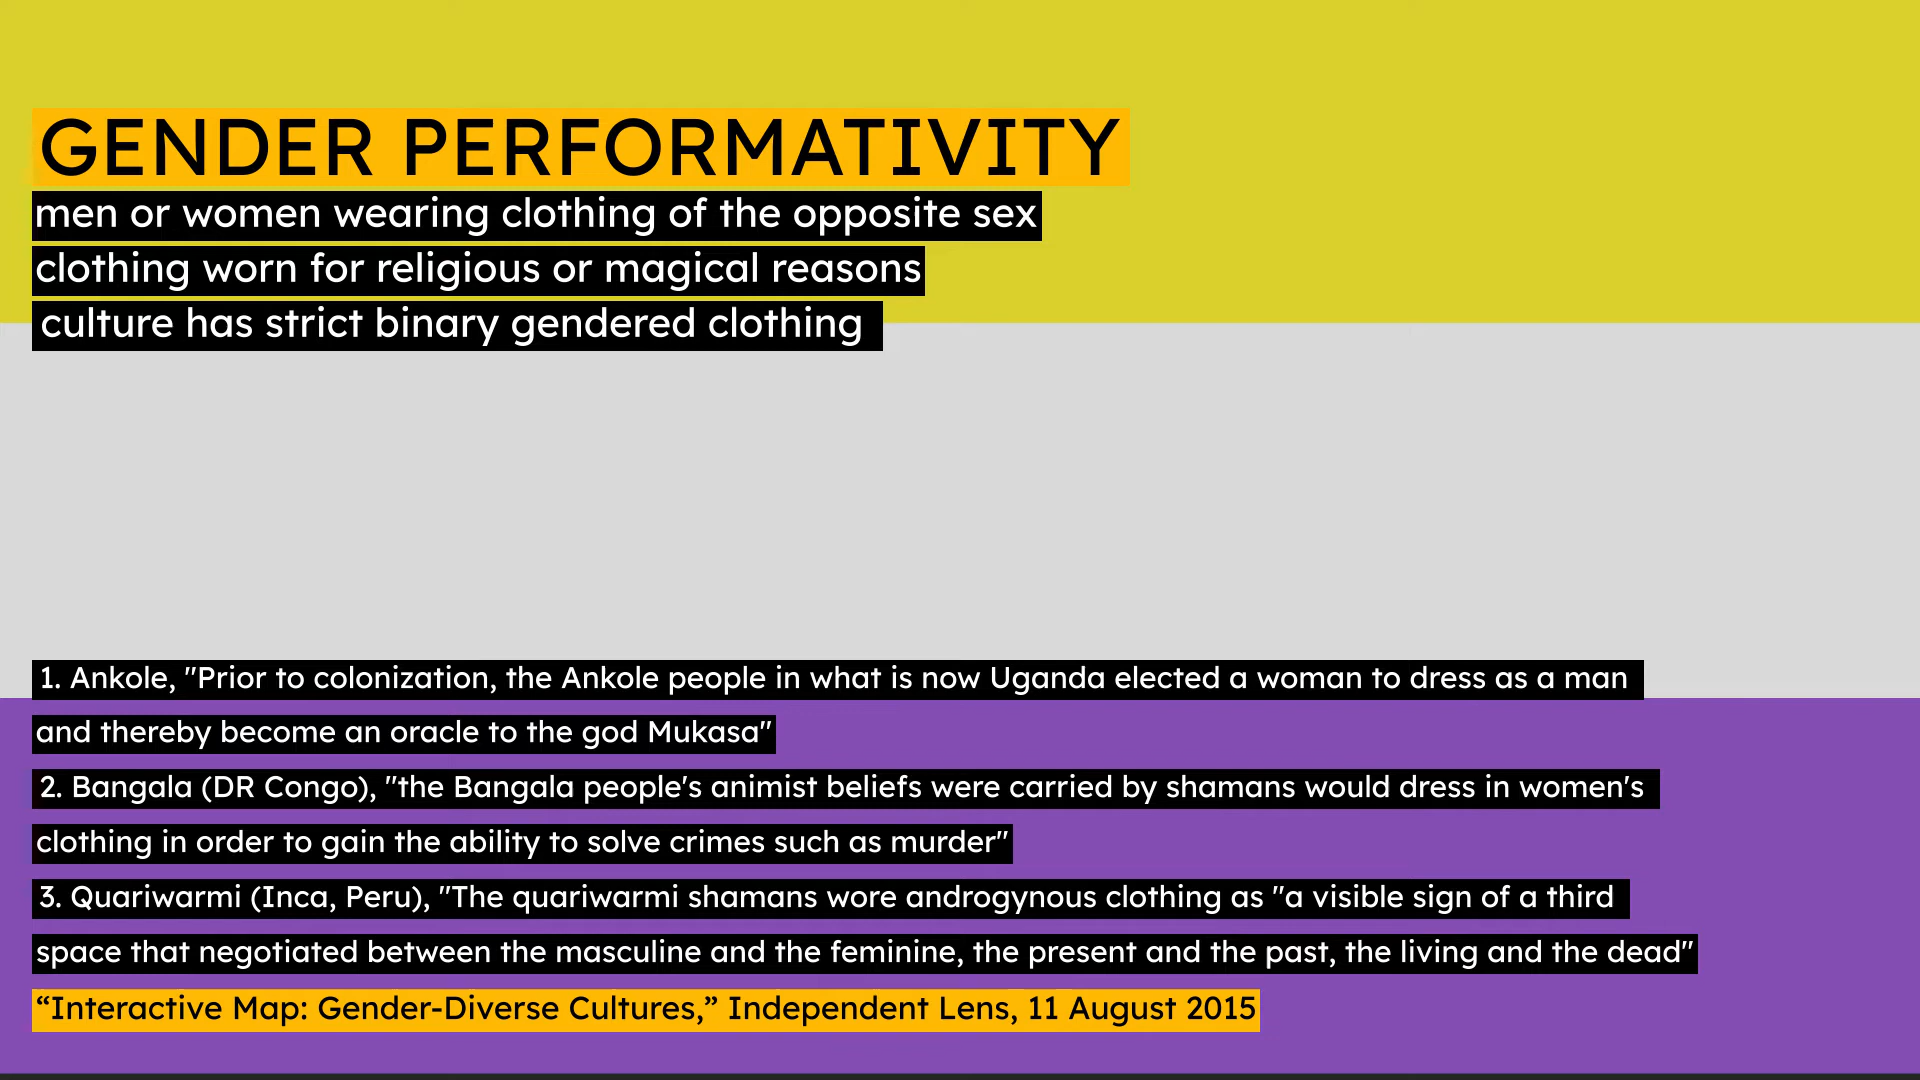 GENDER PERFORMATIVITY
men or women wearing clothing of the opposite sex
clothing worn for religious or magical reasons
culture has strict binary gendered clothing
1. Ankole, "Prior to colonization, the Ankole people in what is now Uganda elected a woman to dress as a man
and thereby become an oracle to the god Mukasa"
2. Bangala (DR Congo), "the Bangala people's animist beliefs were carried by shamans would dress in women's
clothing in order to gain the ability to solve crimes such as murder"
3. Quariwarmi (Inca, Peru), "The quariwarmi shamans wore androgynous clothing as "a visible sign of a third
space that negotiated between the masculine and the feminine, the present and the past, the living and the dead"
“Interactive Map: Gender-Diverse Cultures,” Independent Lens, 11 August 2015